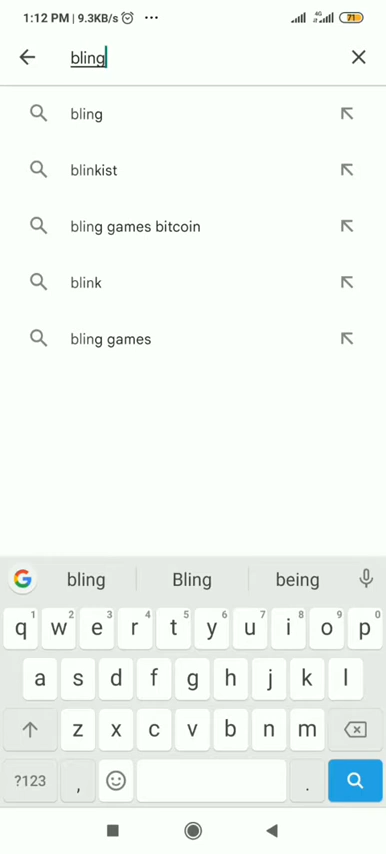 1:12 PM | 9.3KB/s ... 4G 71
bling
bling
blinkist
bling games bitcoin
blink
bling games
G bling Bling being
1 2 3 4 5 6 7 8 9 0
q w e r t y u i o p
a s d f g h j k l
z x c v b n m
?123 , .